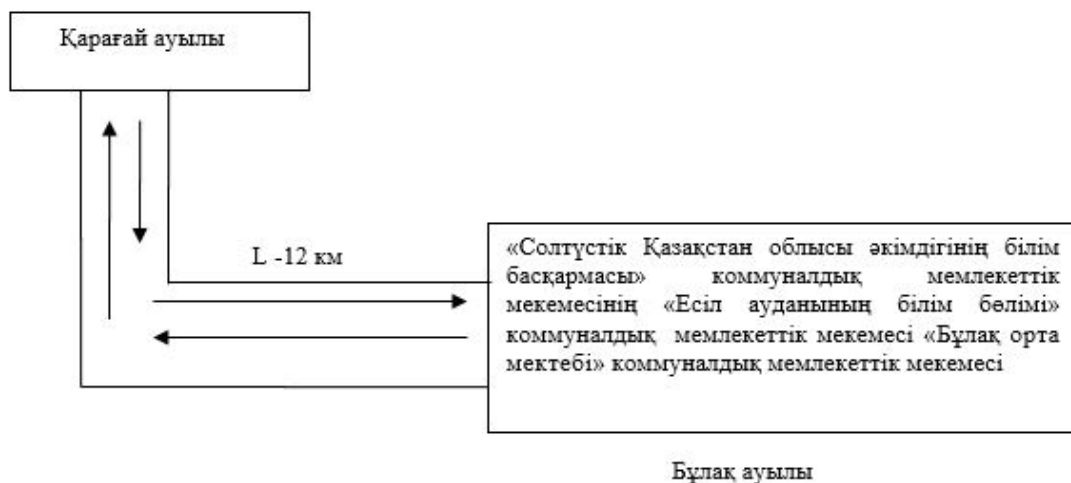 Қарағай ауылы
L -12 км
«Солтүстік Қазақстан облысы әкімдігінің білім
басқармасы» коммуналдық мемлекеттік
мекемесінің «Есіл ауданының білім бөлімі»
коммуналдық мемлекеттік мекемесі «Бұлақ орта
мектебі» коммуналдық мемлекеттік мекемесі
Бұлақ ауылы